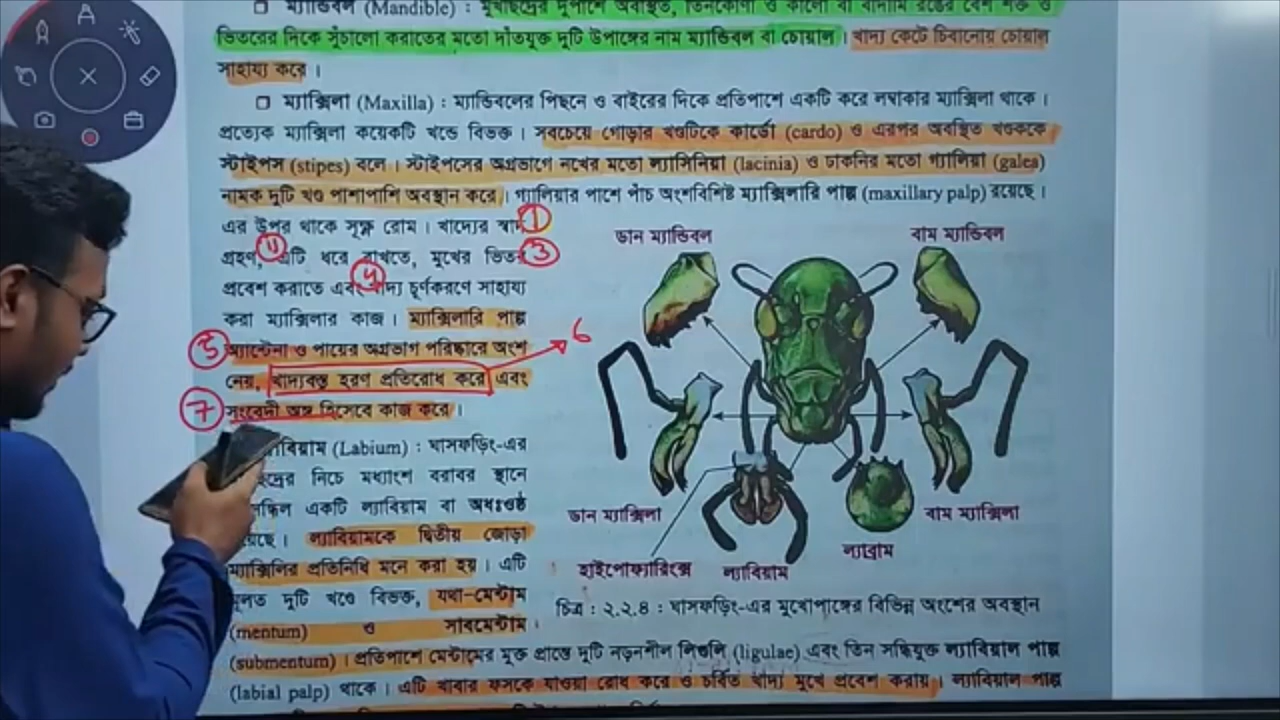 ❑ ম্যান্ডিবল (Mandible) : মুখছিদ্রের দুপাশে অবস্থিত, তিনকোণা ও কালো বা বাদামি রঙের বেশ শক্ত ও
ভিতরের দিকে সুঁচালো করাতের মতো দাঁতযুক্ত দুটি উপাঙ্গের নাম ম্যান্ডিবল বা চোয়াল। খাদ্য কেটে চিবানোয় চোয়াল
সাহায্য করে।
❑ ম্যাক্সিলা (Maxilla) : ম্যান্ডিবলের পিছনে ও বাইরের দিকে প্রতিপাশে একটি করে লম্বাকার ম্যাক্সিলা থাকে।
প্রত্যেক ম্যাক্সিলা কয়েকটি খন্ডে বিভক্ত। সবচেয়ে গোড়ার খণ্ডটিকে কার্ডো (cardo) ও এরপর অবস্থিত খণ্ডকে
স্টাইপস (stipes) বলে। স্টাইপসের অগ্রভাগে নখের মতো ল্যাসিনিয়া (lacinia) ও ঢাকনির মতো গ্যালিয়া (galea)
নামক দুটি খণ্ড পাশাপাশি অবস্থান করে। গ্যালিয়ার পাশে পাঁচ অংশবিশিষ্ট ম্যাক্সিলারি পাল্প (maxillary palp) রয়েছে।
এর উপর থাকে সূক্ষ্ম রোম। খাদ্যের স্বাদ ①
গ্রহণ, এটি ধরে রাখতে, মুখের ভিতর ③
প্রবেশ করাতে এবং খাদ্য চূর্ণকরণে সাহায্য
করা ম্যাক্সিলার কাজ। ম্যাক্সিলারি পাল্প
⑤ অ্যান্টেনা ও পায়ের অগ্রভাগ পরিষ্কারে অংশ
নেয়, খাদ্যবস্তু হরণ প্রতিরোধ করে এবং 6
⑦ সংবেদী অঙ্গ হিসেবে কাজ করে।
(Labium) : ঘাসফড়িং-এর
নিচে মধ্যাংশ বরাবর স্থানে
একটি ল্যাবিয়াম বা অধঃওষ্ঠ
ল্যাবিয়ামকে দ্বিতীয় জোড়া
ম্যাক্সিলির প্রতিনিধি মনে করা হয়। এটি
মূলত দুটি খণ্ডে বিভক্ত, যথা-মেন্টাম
(mentum) ও সাবমেন্টাম
(submentum)। প্রতিপাশে মেন্টামের মুক্ত প্রান্তে দুটি নড়নশীল লিগুলি (ligulae) এবং তিন সন্ধিযুক্ত ল্যাবিয়াল পাল্প
(labial palp) থাকে। এটি খাবার ফসকে যাওয়া রোধ করে ও চর্বিত খাদ্য মুখে প্রবেশ করায়। ল্যাবিয়াল পাল্প
ডান ম্যান্ডিবল
বাম ম্যান্ডিবল
ডান ম্যাক্সিলা
বাম ম্যাক্সিলা
ল্যাব্রাম
হাইপোফ্যারিংক্স
ল্যাবিয়াম
চিত্র : ২.২.৪ : ঘাসফড়িং-এর মুখোপাঙ্গের বিভিন্ন অংশের অবস্থান